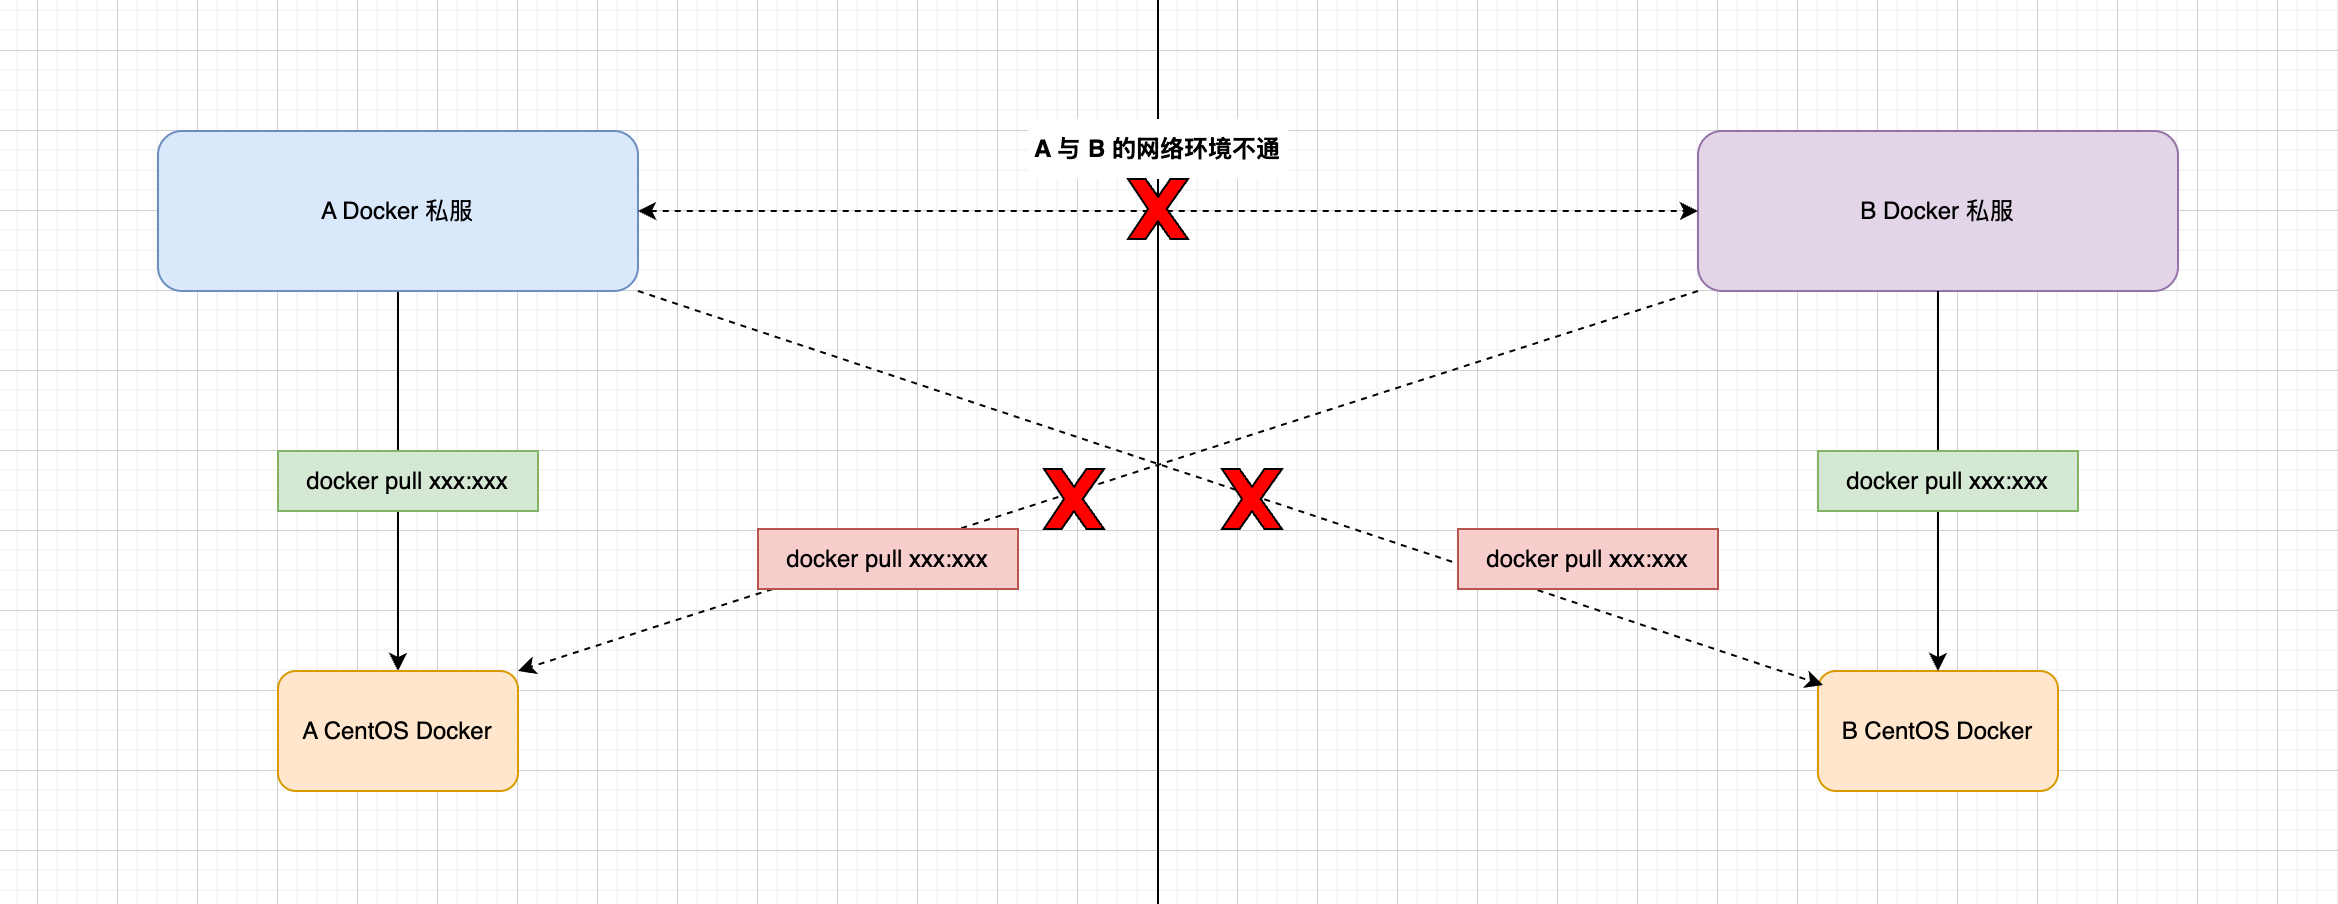 A 与 B 的网络环境不通
A Docker 私服
B Docker 私服
docker pull xxx:xxx
docker pull xxx:xxx
docker pull xxx:xxx
docker pull xxx:xxx
A CentOS Docker
B CentOS Docker